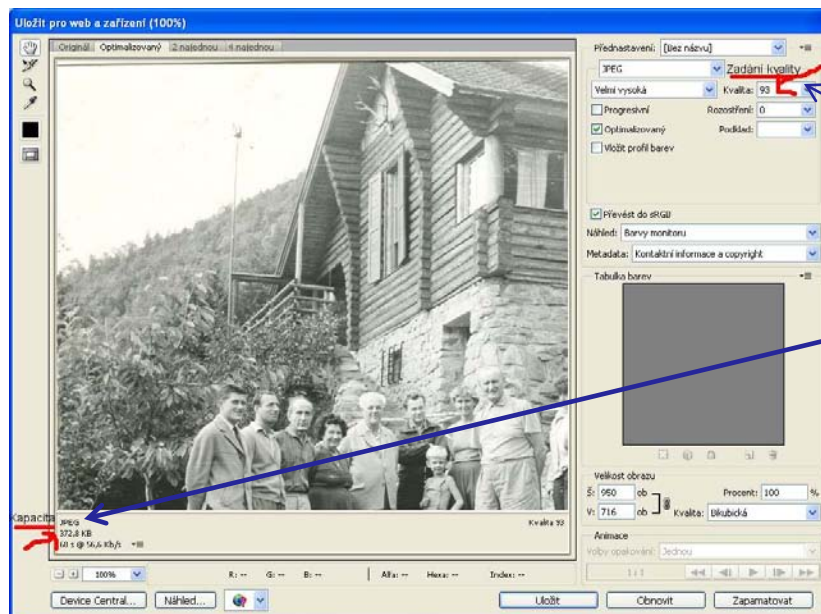 Uložit pro web a zařízení (100%)
Originál Optimalizovaný 2 najednou 4 najednou
Přednastavení: [Bez názvu]
JPEG Zadání kvality
Velmi vysoká Kvalita: 93
Progresivní Rozostření: 0
Optimalizovaný Podklad:
Vložit profil barev
Převést do sRGB
Náhled: Barvy monitoru
Metadata: Kontaktní informace a copyright
Tabulka barev
Velikost obrazu
Š: 950 ob Procent: 100 %
V: 716 ob Kvalita: Bikubická
Animace
Volby opakování: Jednou
1 / 1
Kapacita
JPEG Kvalita 93
372,8 KB
68 s @ 56,6 Kb/s
100% R: -- G: -- B: -- Alfa: -- Hexa: -- Index: --
Device Central... Náhled... Uložit Obnovit Zapamatovat